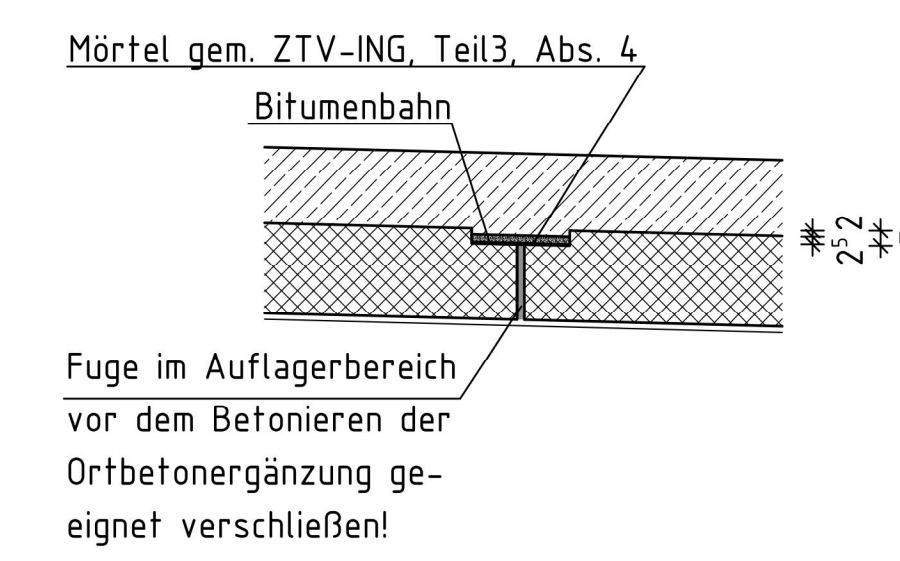 Mörtel gem. ZTV-ING, Teil3, Abs. 4
Bitumenbahn
2⁵ 2
Fuge im Auflagerbereich
vor dem Betonieren der
Ortbetonergänzung ge-
eignet verschließen!